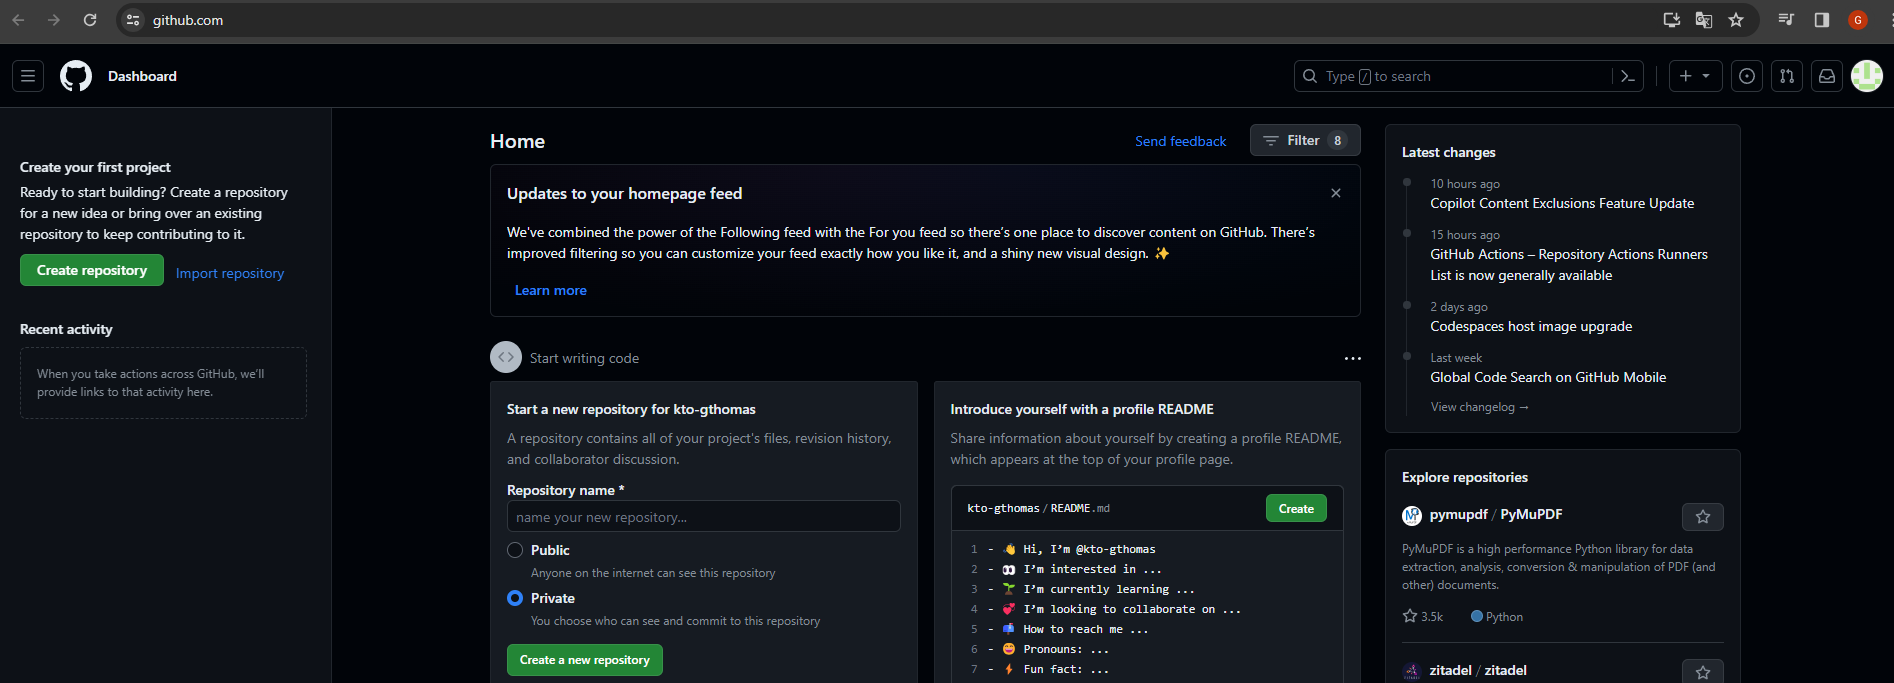 github.com
G
Dashboard
Type / to search
Create your first project
Ready to start building? Create a repository
for a new idea or bring over an existing
repository to keep contributing to it.
Create repository
Import repository
Recent activity
When you take actions across GitHub, we'll
provide links to that activity here.
Home
Send feedback
Filter 8
Updates to your homepage feed
We've combined the power of the Following feed with the For you feed so there's one place to discover content on GitHub. There's
improved filtering so you can customize your feed exactly how you like it, and a shiny new visual design. ✨
Learn more
Start writing code
Start a new repository for kto-gthomas
A repository contains all of your project's files, revision history,
and collaborator discussion.
Repository name *
name your new repository...
Public
Anyone on the internet can see this repository
Private
You choose who can see and commit to this repository
Create a new repository
Introduce yourself with a profile README
Share information about yourself by creating a profile README,
which appears at the top of your profile page.
kto-gthomas / README.md
Create
1 - 👋 Hi, I'm @kto-gthomas
2 - 👀 I'm interested in ...
3 - 🌱 I'm currently learning ...
4 - 💞️ I'm looking to collaborate on ...
5 - 📫 How to reach me ...
6 - 😄 Pronouns: ...
7 - ⚡ Fun fact: ...
Latest changes
10 hours ago
Copilot Content Exclusions Feature Update
15 hours ago
GitHub Actions – Repository Actions Runners
List is now generally available
2 days ago
Codespaces host image upgrade
Last week
Global Code Search on GitHub Mobile
View changelog →
Explore repositories
pymupdf / PyMuPDF
PyMuPDF is a high performance Python library for data
extraction, analysis, conversion & manipulation of PDF (and
other) documents.
3.5k
Python
zitadel / zitadel